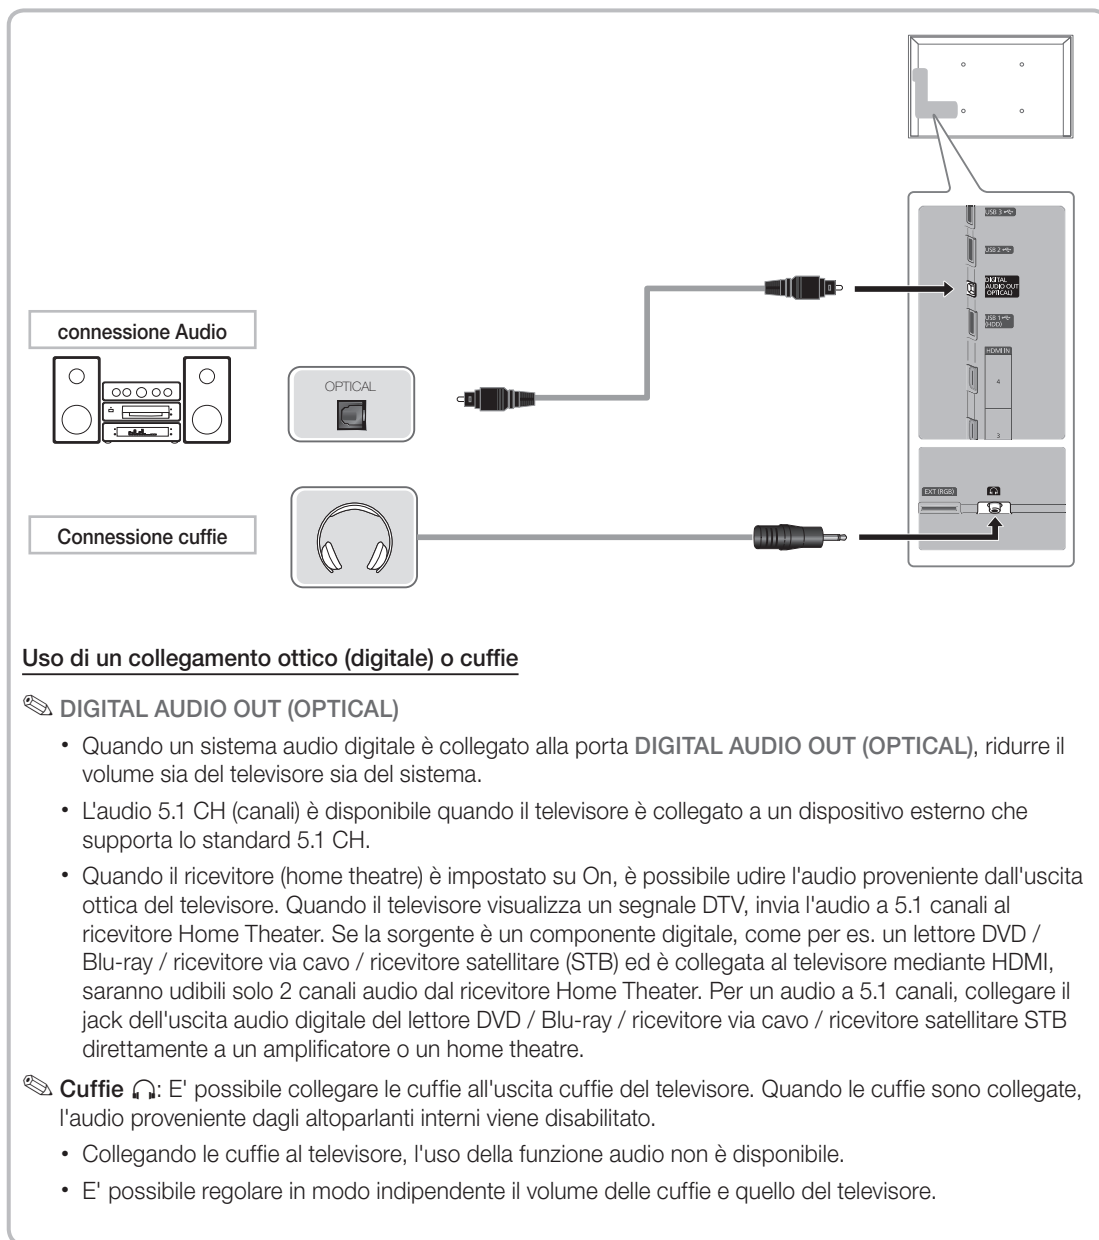 USB 3
USB 2
DIGITAL
AUDIO OUT
(OPTICAL)
USB 1
(HDD)
HDMI IN
4
3
connessione Audio
OPTICAL
EXT (RGB)
Connessione cuffie
Uso di un collegamento ottico (digitale) o cuffie
DIGITAL AUDIO OUT (OPTICAL)
• Quando un sistema audio digitale è collegato alla porta DIGITAL AUDIO OUT (OPTICAL), ridurre il
volume sia del televisore sia del sistema.
• L'audio 5.1 CH (canali) è disponibile quando il televisore è collegato a un dispositivo esterno che
supporta lo standard 5.1 CH.
• Quando il ricevitore (home theatre) è impostato su On, è possibile udire l'audio proveniente dall'uscita
ottica del televisore. Quando il televisore visualizza un segnale DTV, invia l'audio a 5.1 canali al
ricevitore Home Theater. Se la sorgente è un componente digitale, come per es. un lettore DVD /
Blu-ray / ricevitore via cavo / ricevitore satellitare (STB) ed è collegata al televisore mediante HDMI,
saranno udibili solo 2 canali audio dal ricevitore Home Theater. Per un audio a 5.1 canali, collegare il
jack dell'uscita audio digitale del lettore DVD / Blu-ray / ricevitore via cavo / ricevitore satellitare STB
direttamente a un amplificatore o un home theatre.
Cuffie : E' possibile collegare le cuffie all'uscita cuffie del televisore. Quando le cuffie sono collegate,
l'audio proveniente dagli altoparlanti interni viene disabilitato.
• Collegando le cuffie al televisore, l'uso della funzione audio non è disponibile.
• E' possibile regolare in modo indipendente il volume delle cuffie e quello del televisore.